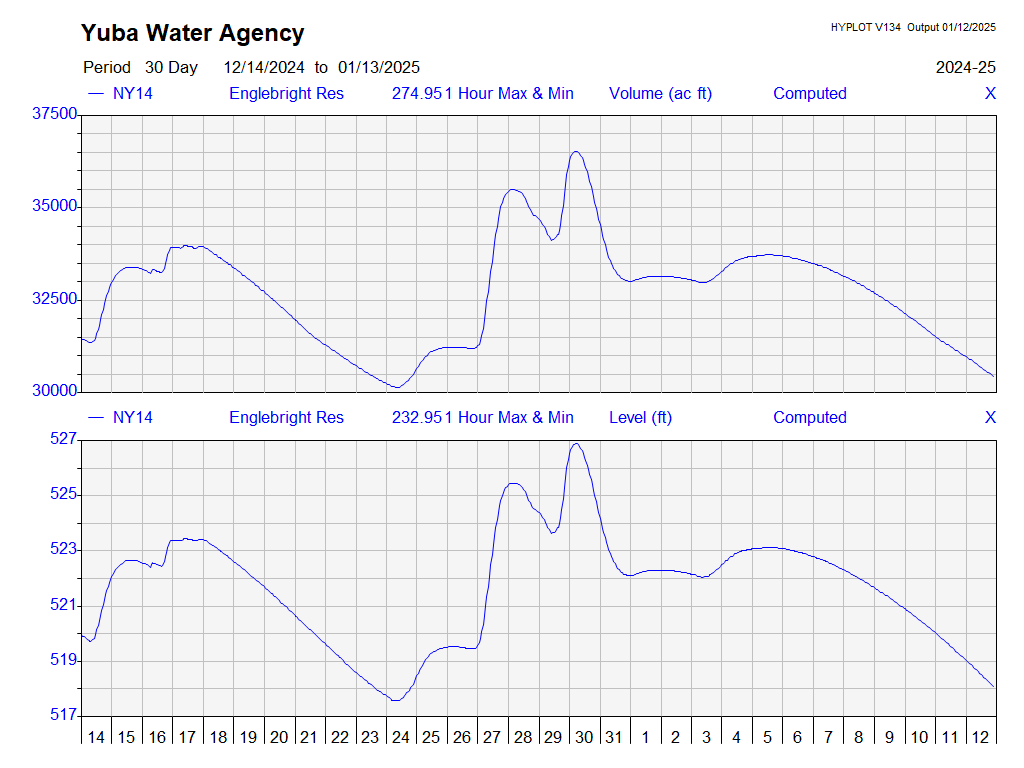 Yuba Water Agency
HYPLOT V134 Output 01/12/2025
Period 30 Day 12/14/2024 to 01/13/2025
2024-25
NY14 Englebright Res 274.951 Hour Max & Min Volume (ac ft) Computed X
37500
35000
32500
30000
NY14 Englebright Res 232.951 Hour Max & Min Level (ft) Computed X
527
525
523
521
519
517
14 15 16 17 18 19 20 21 22 23 24 25 26 27 28 29 30 31 1 2 3 4 5 6 7 8 9 10 11 12